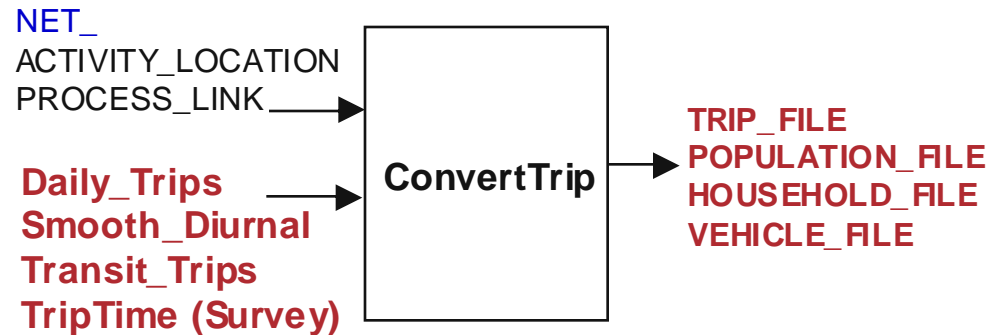 NET_
ACTIVITY_LOCATION
PROCESS_LINK
Daily_Trips
Smooth_Diurnal
Transit_Trips
TripTime (Survey)
ConvertTrip
TRIP_FILE
POPULATION_FILE
HOUSEHOLD_FILE
VEHICLE_FILE